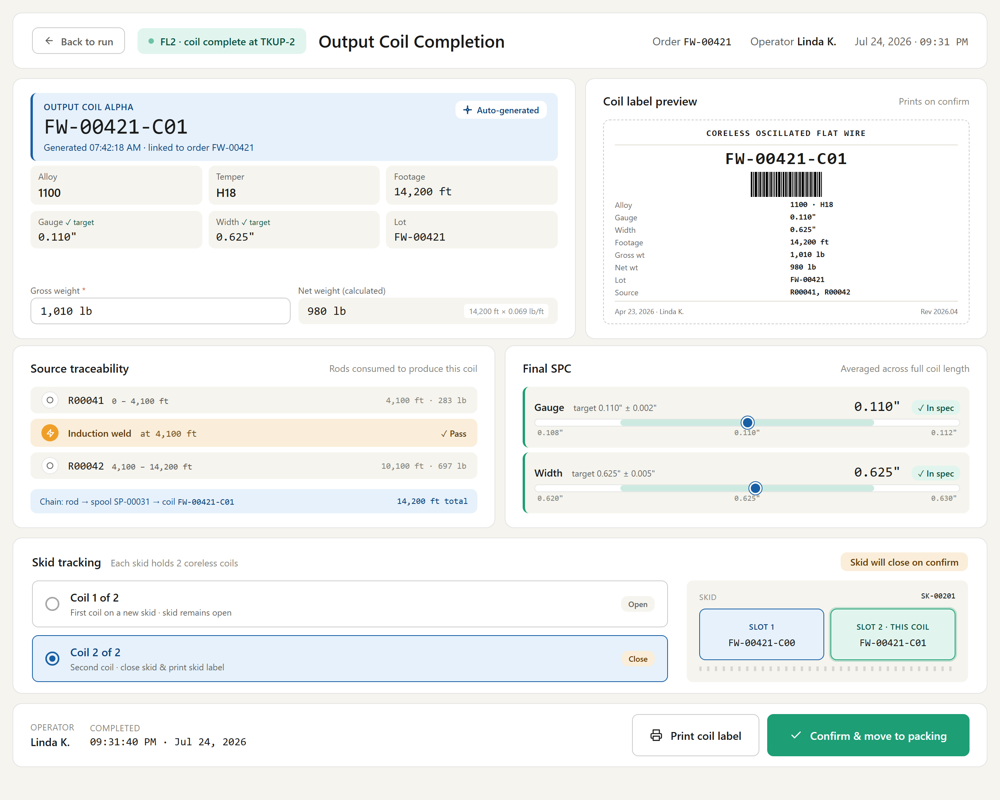 Back to run
FL2 · coil complete at TKUP-2
Output Coil Completion
Order FW-00421
Operator Linda K.
Jul 24, 2026 · 09:31 PM
OUTPUT COIL ALPHA
FW-00421-C01
Generated 07:42:18 AM · linked to order FW-00421
Auto-generated
Alloy
1100
Temper
H18
Footage
14,200 ft
Gauge ✓ target
0.110"
Width ✓ target
0.625"
Lot
FW-00421
Gross weight *
1,010 lb
Net weight (calculated)
980 lb
14,200 ft × 0.069 lb/ft
Coil label preview
Prints on confirm
CORELESS OSCILLATED FLAT WIRE
FW-00421-C01
Alloy 1100 · H18
Gauge 0.110"
Width 0.625"
Footage 14,200 ft
Gross wt 1,010 lb
Net wt 980 lb
Lot FW-00421
Source R00041, R00042
Apr 23, 2026 · Linda K.
Rev 2026.04
Source traceability
Rods consumed to produce this coil
R00041 0 – 4,100 ft
4,100 ft · 283 lb
Induction weld at 4,100 ft
✓ Pass
R00042 4,100 – 14,200 ft
10,100 ft · 697 lb
Chain: rod → spool SP-00031 → coil FW-00421-C01
14,200 ft total
Final SPC
Averaged across full coil length
Gauge target 0.110" ± 0.002"
0.110"
✓ In spec
0.108" 0.110" 0.112"
Width target 0.625" ± 0.005"
0.625"
✓ In spec
0.620" 0.625" 0.630"
Skid tracking
Each skid holds 2 coreless coils
Skid will close on confirm
Coil 1 of 2
First coil on a new skid · skid remains open
Open
Coil 2 of 2
Second coil · close skid & print skid label
Close
SKID
SK-00201
SLOT 1
FW-00421-C00
SLOT 2 · THIS COIL
FW-00421-C01
OPERATOR
Linda K.
COMPLETED
09:31:40 PM · Jul 24, 2026
Print coil label
Confirm & move to packing